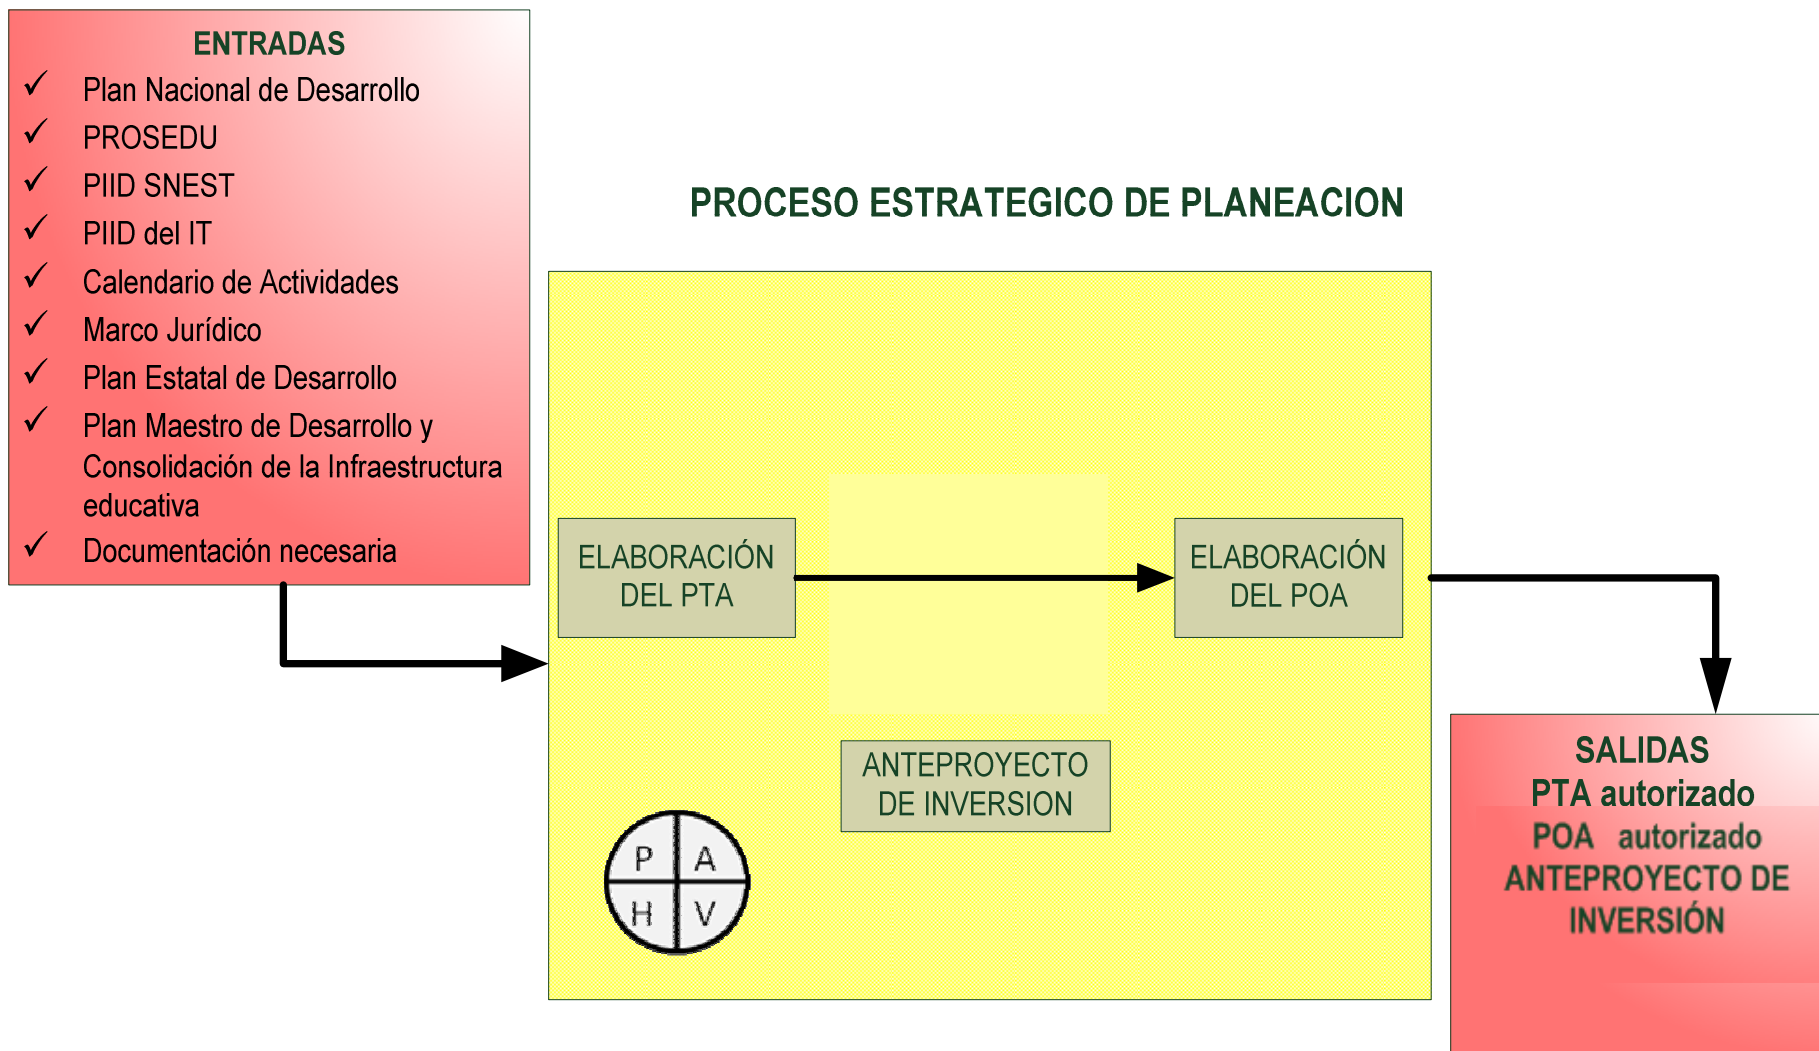 ENTRADAS
Plan Nacional de Desarrollo
PROSEDU
PIID SNEST
PIID del IT
Calendario de Actividades
Marco Jurídico
Plan Estatal de Desarrollo
Plan Maestro de Desarrollo y
Consolidación de la Infraestructura
educativa
Documentación necesaria
PROCESO ESTRATEGICO DE PLANEACION
ELABORACIÓN
DEL PTA
ELABORACIÓN
DEL POA
ANTEPROYECTO
DE INVERSION
P A
H V
SALIDAS
PTA autorizado
POA autorizado
ANTEPROYECTO DE
INVERSIÓN